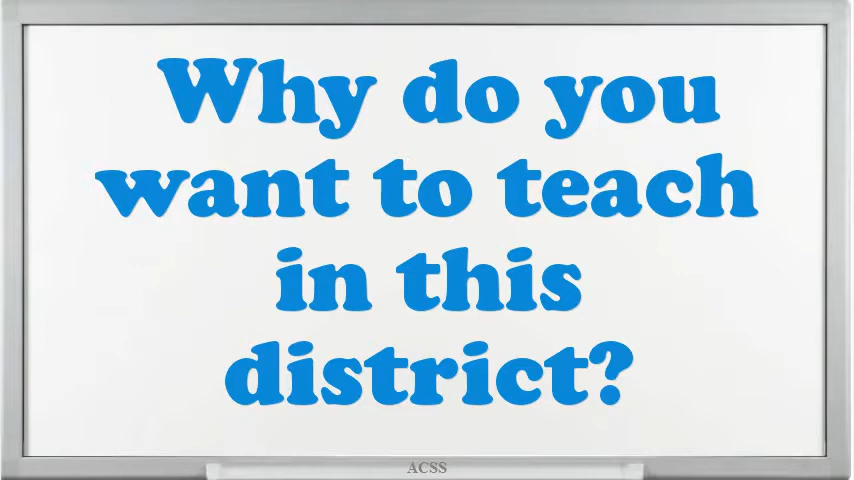 Why do you
want to teach
in this
district?
ACSS